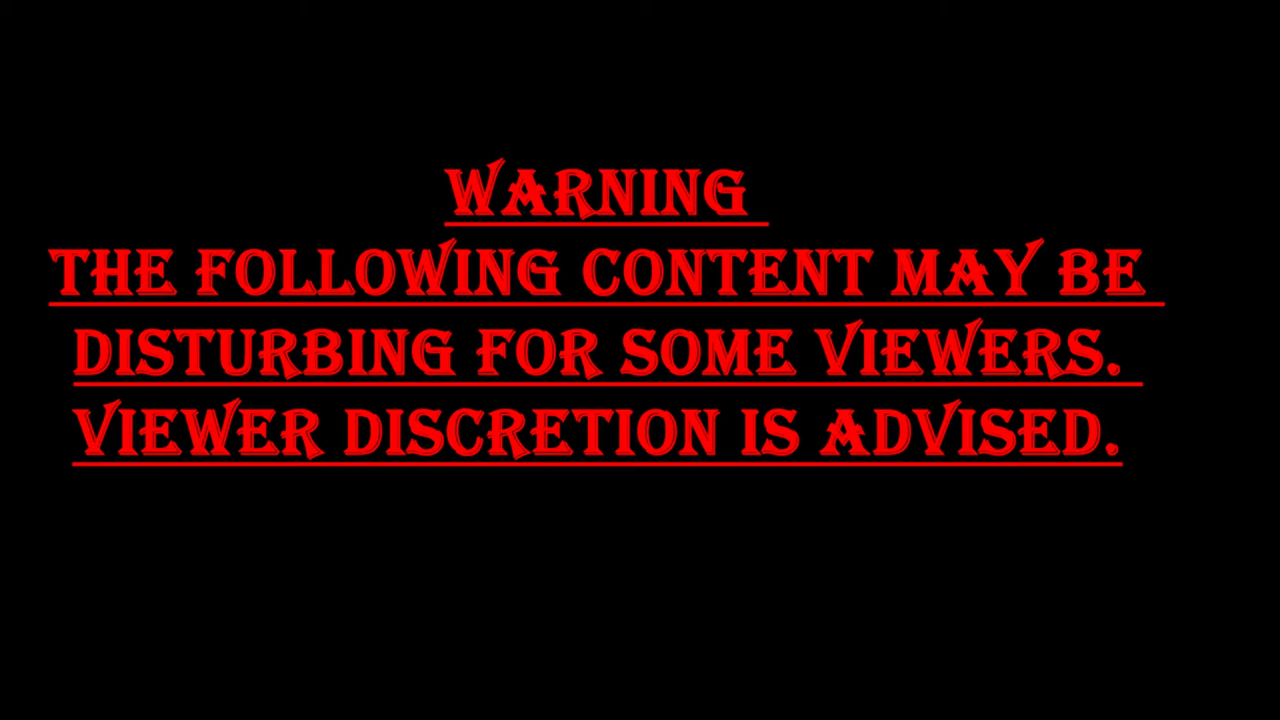 WARNING
THE FOLLOWING CONTENT MAY BE
DISTURBING FOR SOME VIEWERS.
VIEWER DISCRETION IS ADVISED.